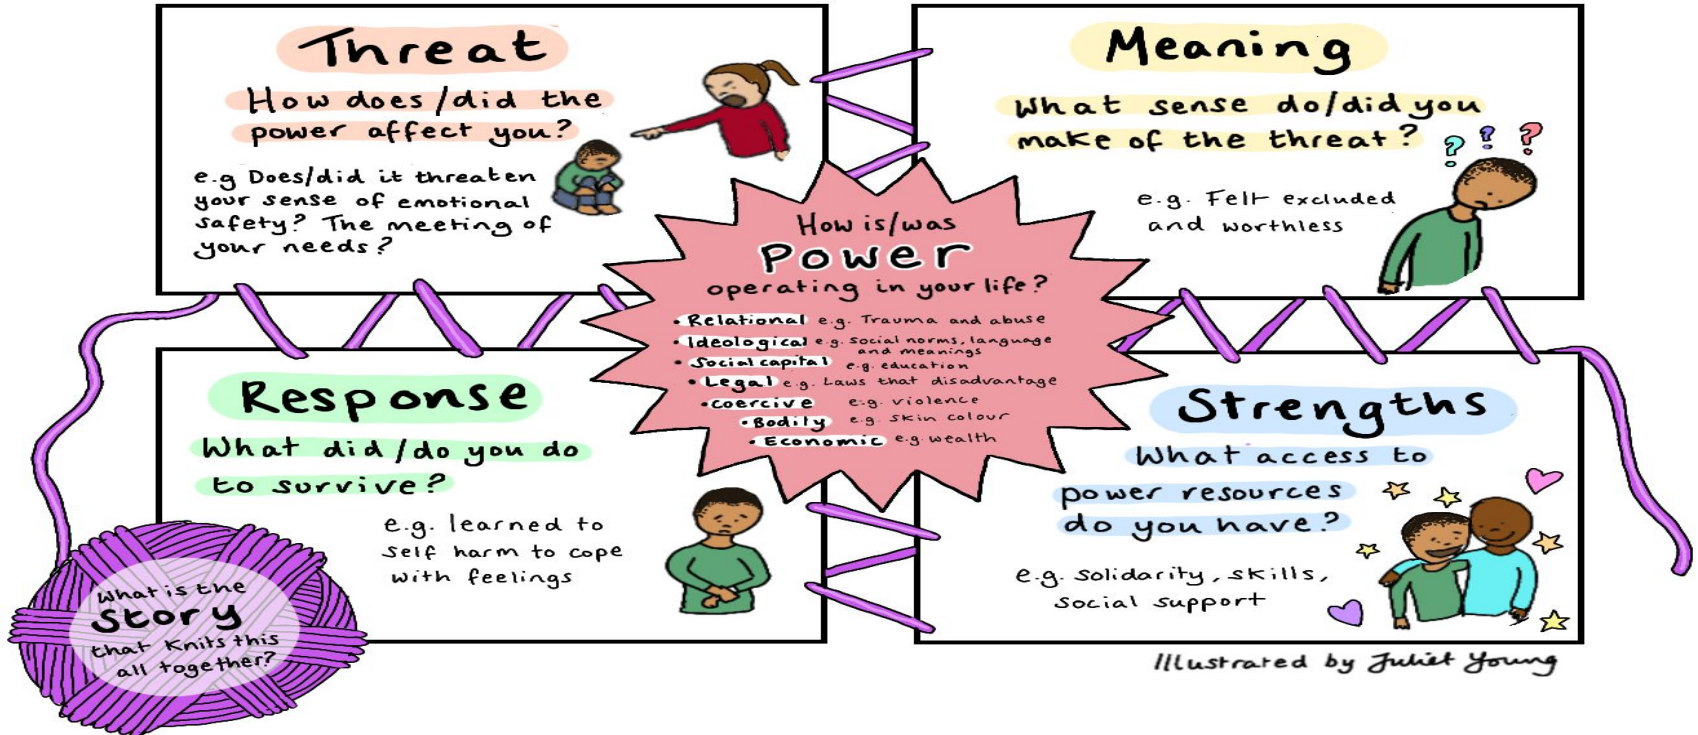 Threat
How does/did the
power affect you?
e.g Does/did it threaten
your sense of emotional
safety? The meeting of
your needs?
Meaning
What sense do/did you
make of the threat?
? ? ?
e.g. Felt excluded
and worthless
How is/was
Power
operating in your life?
• Relational e.g. Trauma and abuse
• Ideological e.g. social norms, language
and meanings
• Social capital e.g. education
• Legal e.g. Laws that disadvantage
• coercive e.g. violence
• Bodily e.g. skin colour
• Economic e.g. wealth
Response
What did/do you do
to survive?
e.g. learned to
self harm to cope
with feelings
Strengths
What access to
power resources
do you have?
e.g. solidarity, skills,
social support
What is the
Story
that knits this
all together?
Illustrated by Juliet Young